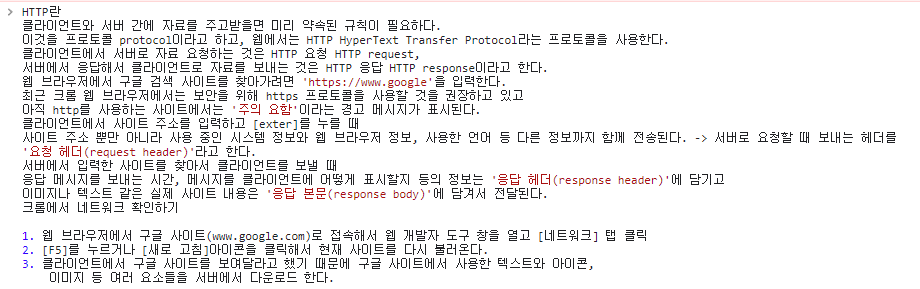 > HTTP란
클라이언트와 서버 간에 자료를 주고받을면 미리 약속된 규칙이 필요하다.
이것을 프로토콜 protocol이라고 하고, 웹에서는 HTTP HyperText Transfer Protocol라는 프로토콜을 사용한다.
클라이언트에서 서버로 자료 요청하는 것은 HTTP 요청 HTTP request,
서버에서 응답해서 클라이언트로 자료를 보내는 것은 HTTP 응답 HTTP response이라고 한다.
웹 브라우저에서 구글 검색 사이트를 찾아가려면 'https://www.google'을 입력한다.
최근 크롬 웹 브라우저에서는 보안을 위해 https 프로토콜을 사용할 것을 권장하고 있고
아직 http를 사용하는 사이트에서는 '주의 요함'이라는 경고 메시지가 표시된다.
클라이언트에서 사이트 주소를 입력하고 [exter]를 누를 때
사이트 주소 뿐만 아니라 사용 중인 시스템 정보와 웹 브라우저 정보, 사용한 언어 등 다른 정보까지 함께 전송된다. -> 서버로 요청할 때 보내는 헤더를
'요청 헤더(request header)'라고 한다.
서버에서 입력한 사이트를 찾아서 클라이언트를 보낼 때
응답 메시지를 보내는 시간, 메시지를 클라이언트에 어떻게 표시할지 등의 정보는 '응답 헤더(response header)'에 담기고
이미지나 텍스트 같은 실제 사이트 내용은 '응답 본문(response body)'에 담겨서 전달된다.
크롬에서 네트워크 확인하기
1. 웹 브라우저에서 구글 사이트(www.google.com)로 접속해서 웹 개발자 도구 창을 열고 [네트워크] 탭 클릭
2. [F5]를 누르거나 [새로 고침]아이콘을 클릭해서 현재 사이트를 다시 불러온다.
3. 클라이언트에서 구글 사이트를 보여달라고 했기 때문에 구글 사이트에서 사용한 텍스트와 아이콘,
이미지 등 여러 요소들을 서버에서 다운로드 한다.